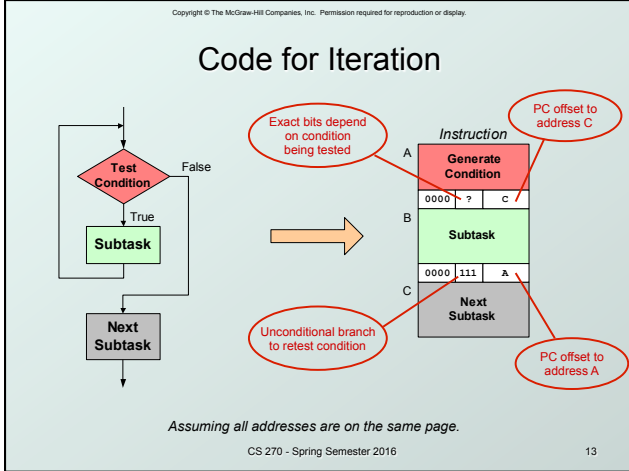 Copyright © The McGraw-Hill Companies, Inc. Permission required for reproduction or display.
Code for Iteration
Test
Condition
False
True
Subtask
Next
Subtask
Exact bits depend
on condition
being tested
PC offset to
address C
Instruction
A
Generate
Condition
0000 ? C
B
Subtask
0000 111 A
C
Next
Subtask
Unconditional branch
to retest condition
PC offset to
address A
Assuming all addresses are on the same page.
CS 270 - Spring Semester 2016
13